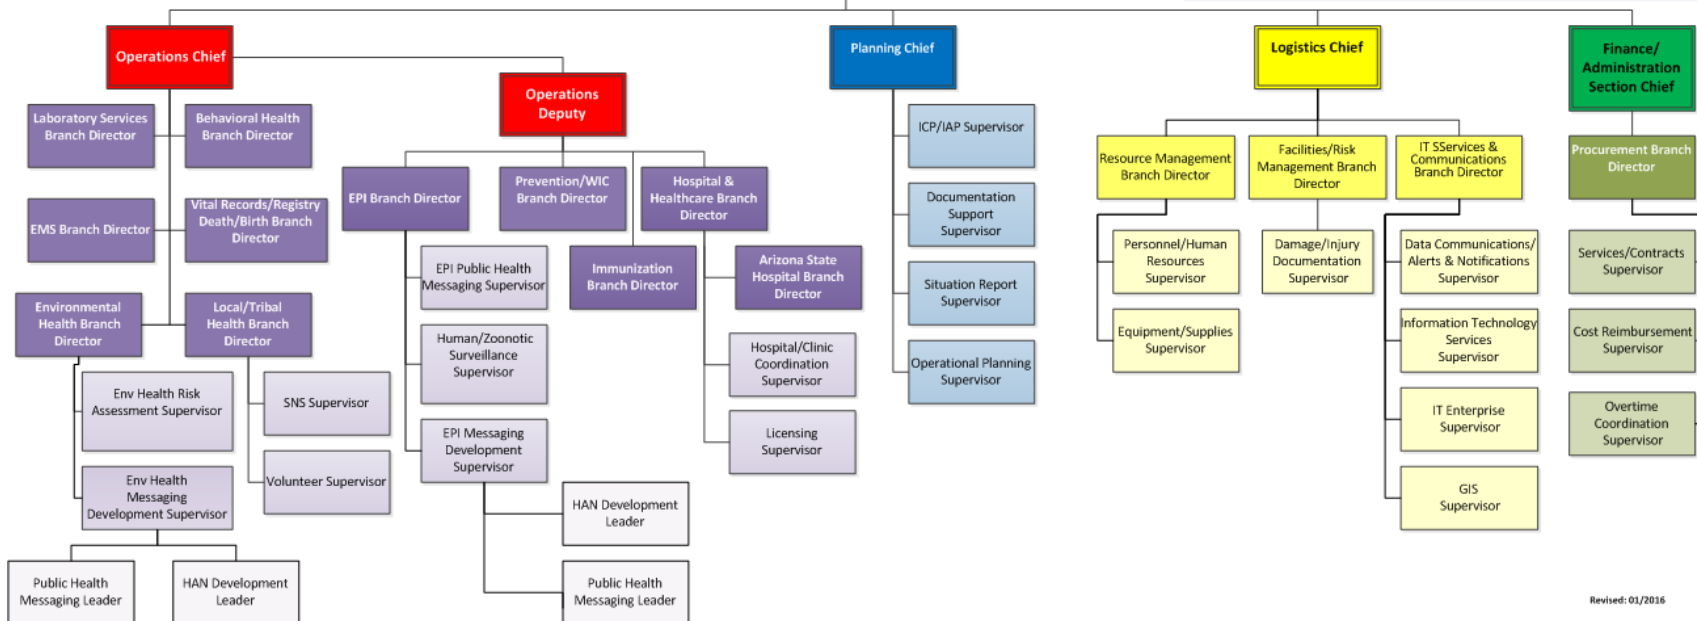 Operations Chief
Operations
Deputy
Planning Chief
Logistics Chief
Finance/
Administration
Section Chief
Laboratory Services
Branch Director
Behavioral Health
Branch Director
EMS Branch Director
Vital Records/Registry
Death/Birth Branch
Director
Environmental
Health Branch
Director
Local/Tribal
Health Branch
Director
Env Health Risk
Assessment Supervisor
SNS Supervisor
Env Health
Messaging
Development Supervisor
Volunteer Supervisor
Public Health
Messaging Leader
HAN Development
Leader
EPI Branch Director
Prevention/WIC
Branch Director
Hospital &
Healthcare Branch
Director
EPI Public Health
Messaging Supervisor
Immunization
Branch Director
Arizona State
Hospital Branch
Director
Human/Zoonotic
Surveillance
Supervisor
Hospital/Clinic
Coordination
Supervisor
EPI Messaging
Development
Supervisor
Licensing
Supervisor
HAN Development
Leader
Public Health
Messaging Leader
ICP/IAP Supervisor
Documentation
Support
Supervisor
Situation Report
Supervisor
Operational Planning
Supervisor
Resource Management
Branch Director
Facilities/Risk
Management Branch
Director
IT SServices &
Communications
Branch Director
Personnel/Human
Resources
Supervisor
Damage/Injury
Documentation
Supervisor
Data Communications/
Alerts & Notifications
Supervisor
Equipment/Supplies
Supervisor
Information Technology
Services
Supervisor
IT Enterprise
Supervisor
GIS
Supervisor
Procurement Branch
Director
Services/Contracts
Supervisor
Cost Reimbursement
Supervisor
Overtime
Coordination
Supervisor
Revised: 01/2016